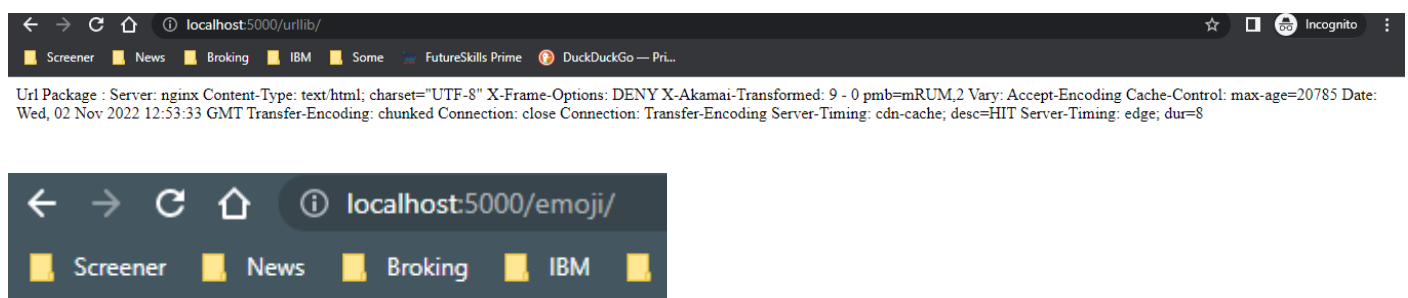 localhost:5000/urllib/ Incognito
Screener News Broking IBM Some FutureSkills Prime DuckDuckGo — Pri...
Url Package : Server: nginx Content-Type: text/html; charset="UTF-8" X-Frame-Options: DENY X-Akamai-Transformed: 9 - 0 pmb=mRUM,2 Vary: Accept-Encoding Cache-Control: max-age=20785 Date:
Wed, 02 Nov 2022 12:53:33 GMT Transfer-Encoding: chunked Connection: close Connection: Transfer-Encoding Server-Timing: cdn-cache; desc=HIT Server-Timing: edge; dur=8
localhost:5000/emoji/
Screener News Broking IBM